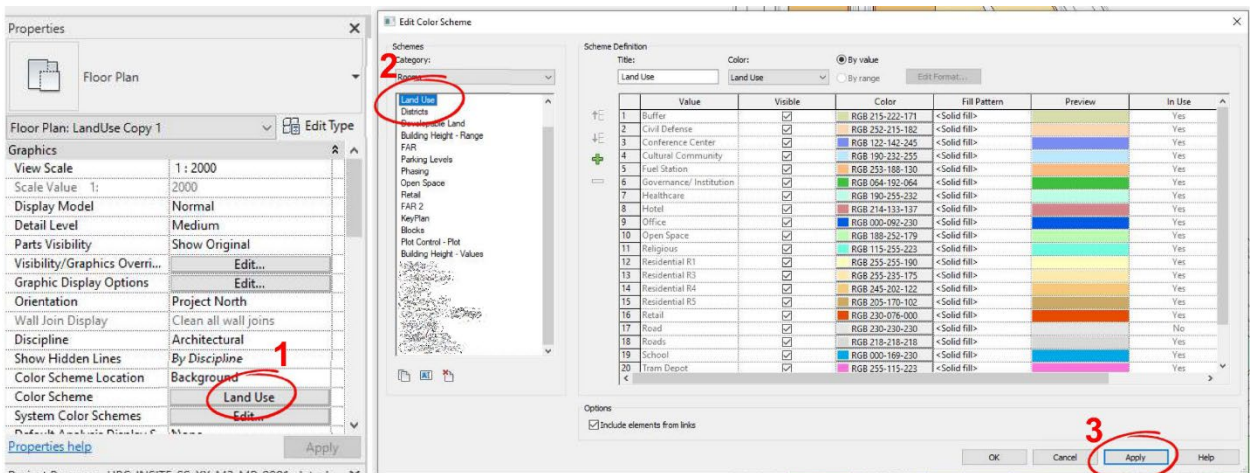 Properties
Floor Plan
Floor Plan: LandUse Copy 1
Edit Type
Graphics
View Scale 1 : 2000
Scale Value 1: 2000
Display Model Normal
Detail Level Medium
Parts Visibility Show Original
Visibility/Graphics Overri... Edit...
Graphic Display Options Edit...
Orientation Project North
Wall Join Display Clean all wall joins
Discipline Architectural
Show Hidden Lines By Discipline
1
Color Scheme Location Background
Color Scheme Land Use
System Color Schemes Edit...
Properties help Apply
Edit Color Scheme
Schemes
Category:
2
Rooms
Land Use
Districts
Developable Land
Building Height - Range
FAR
Parking Levels
Phasing
Open Space
Retail
FAR 2
KeyPlan
Blocks
Plot Control - Plot
Building Height - Values
Scheme Definition
Title: Color: By value
Land Use Land Use By range Edit Format...
Value Visible Color Fill Pattern Preview In Use
1 Buffer RGB 215-222-171 <Solid fill> Yes
2 Civil Defense RGB 252-215-182 <Solid fill> Yes
3 Conference Center RGB 122-142-245 <Solid fill> Yes
4 Cultural Community RGB 190-232-255 <Solid fill> Yes
5 Fuel Station RGB 253-188-130 <Solid fill> Yes
6 Governance/ Institution RGB 064-192-064 <Solid fill> Yes
7 Healthcare RGB 190-255-232 <Solid fill> Yes
8 Hotel RGB 214-133-137 <Solid fill> Yes
9 Office RGB 000-092-230 <Solid fill> Yes
10 Open Space RGB 188-252-179 <Solid fill> Yes
11 Religious RGB 115-255-223 <Solid fill> Yes
12 Residential R1 RGB 255-255-190 <Solid fill> Yes
13 Residential R3 RGB 255-235-175 <Solid fill> Yes
14 Residential R4 RGB 245-202-122 <Solid fill> Yes
15 Residential R5 RGB 205-170-102 <Solid fill> Yes
16 Retail RGB 230-076-000 <Solid fill> Yes
17 Road RGB 230-230-230 <Solid fill> No
18 Roads RGB 218-218-218 <Solid fill> Yes
19 School RGB 000-169-230 <Solid fill> Yes
20 Tram Depot RGB 255-115-223 <Solid fill> Yes
Options
Include elements from links
3
OK Cancel Apply Help